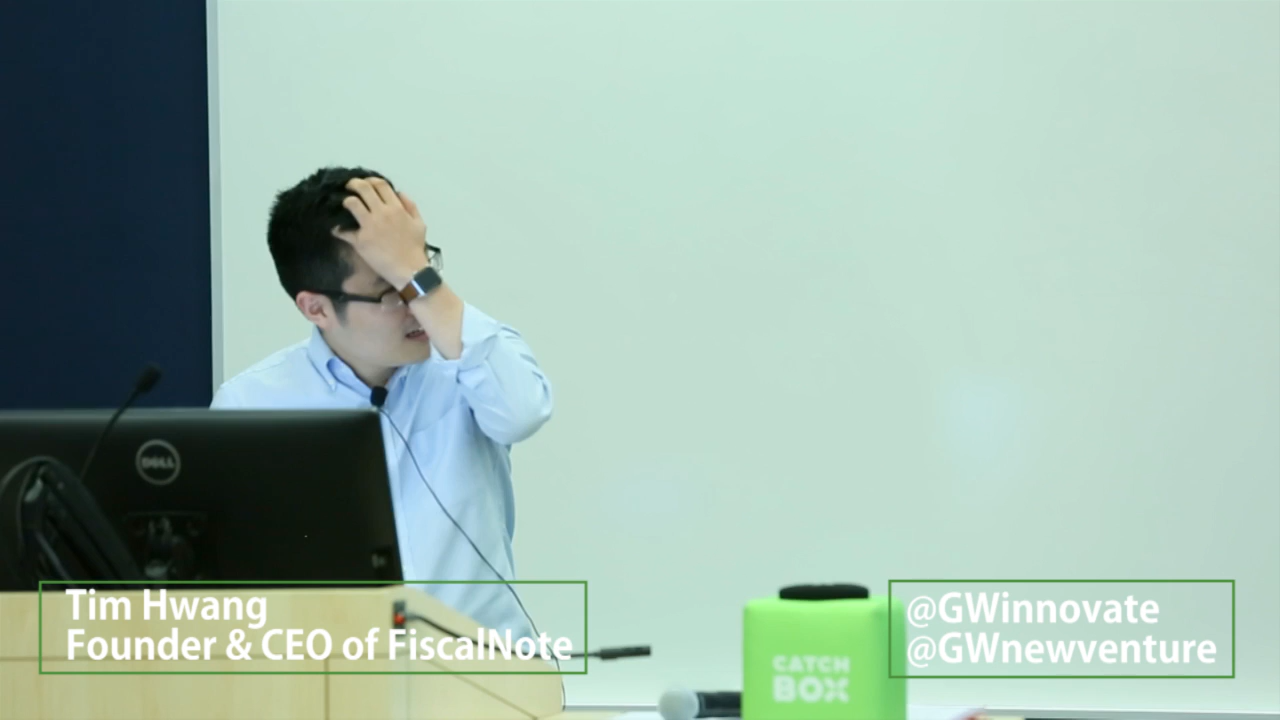 DELL
Tim Hwang
Founder & CEO of FiscalNote
@GWinnovate
@GWnewventure
CATCH
BOX